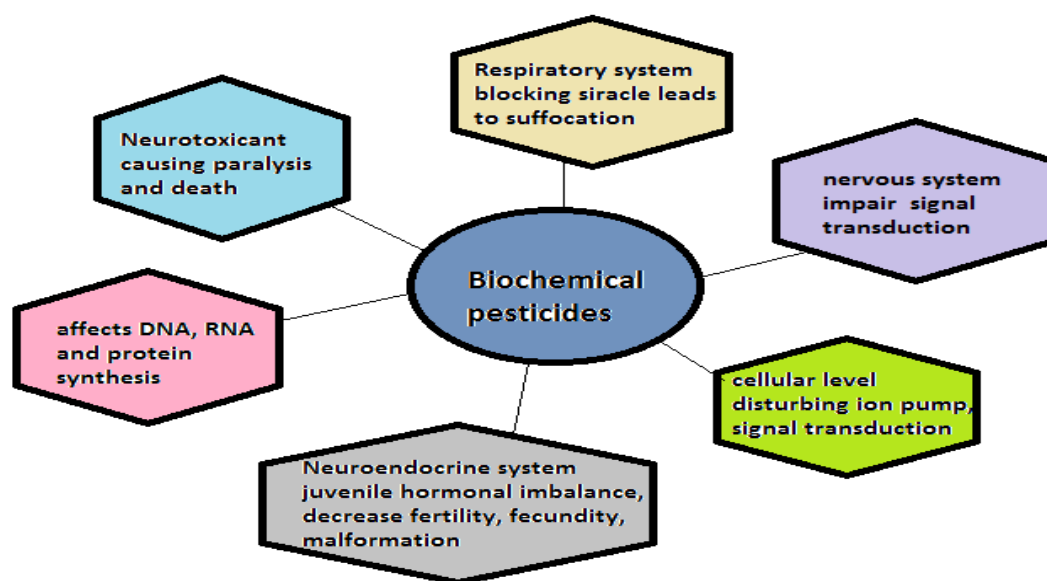 Respiratory system
blocking siracle leads
to suffocation
Neurotoxicant
causing paralysis
and death
nervous system
impair signal
transduction
Biochemical
pesticides
affects DNA, RNA
and protein
synthesis
cellular level
disturbing ion pump,
signal transduction
Neuroendocrine system
juvenile hormonal imbalance,
decrease fertility, fecundity,
malformation